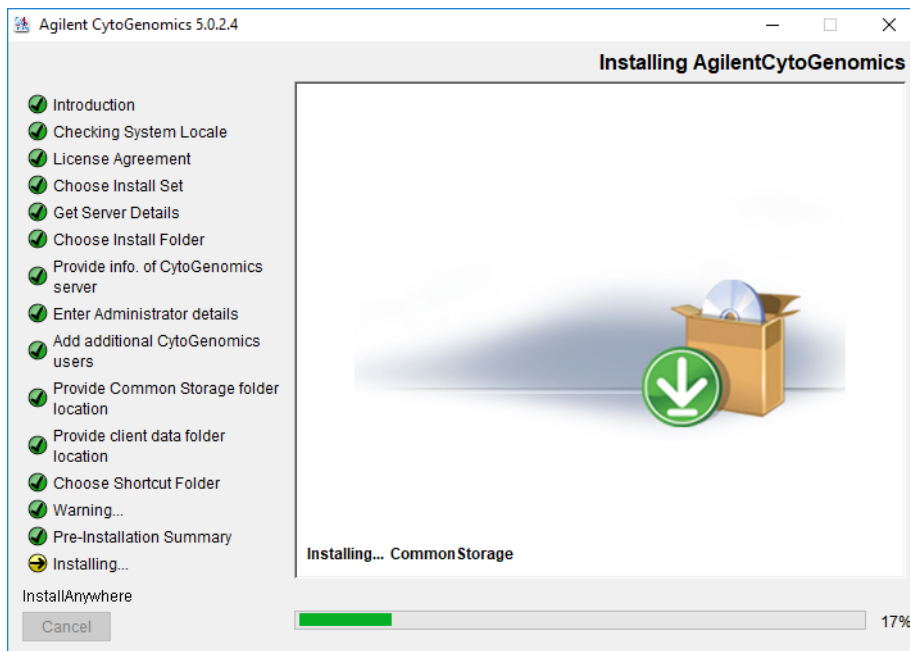 Agilent CytoGenomics 5.0.2.4
Installing AgilentCytoGenomics
Introduction
Checking System Locale
License Agreement
Choose Install Set
Get Server Details
Choose Install Folder
Provide info. of CytoGenomics
server
Enter Administrator details
Add additional CytoGenomics
users
Provide Common Storage folder
location
Provide client data folder
location
Choose Shortcut Folder
Warning...
Pre-Installation Summary
Installing...
Installing... CommonStorage
InstallAnywhere
Cancel
17%